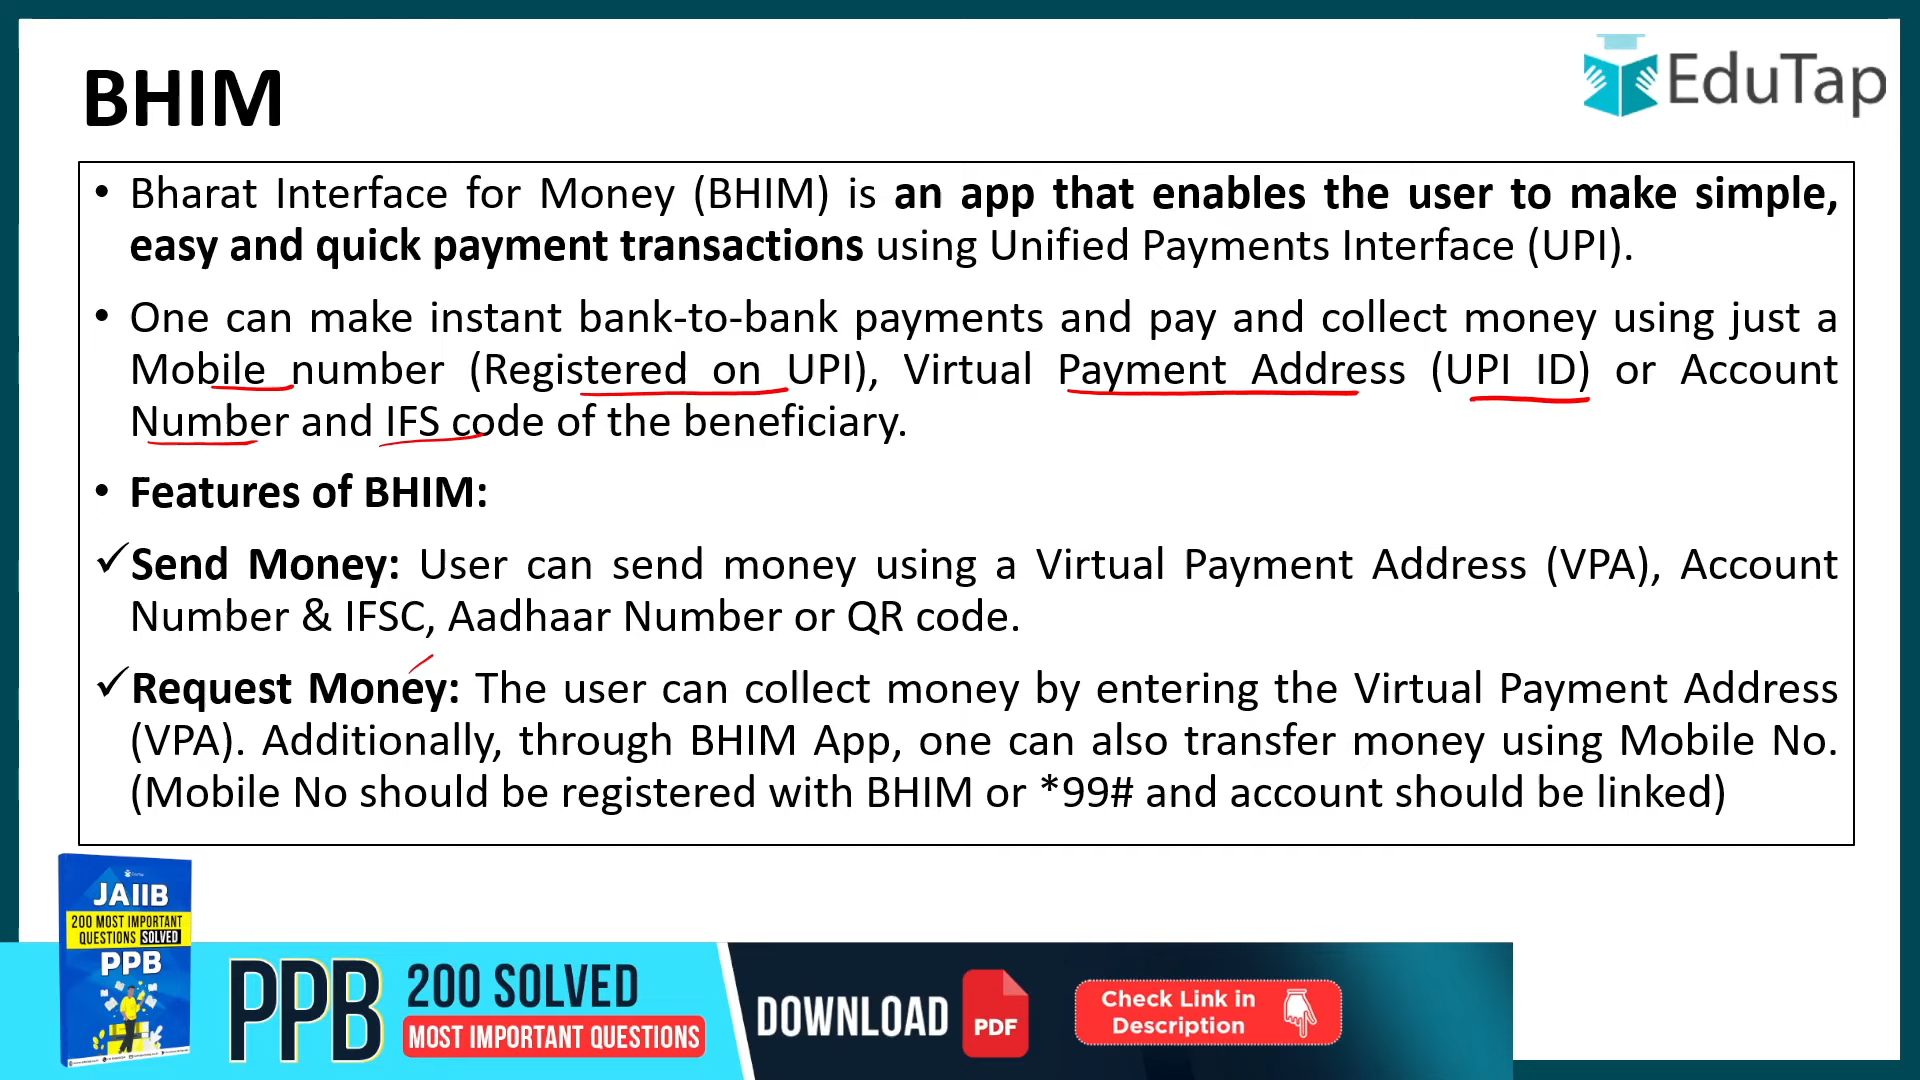 BHIM
EduTap
• Bharat Interface for Money (BHIM) is an app that enables the user to make simple,
easy and quick payment transactions using Unified Payments Interface (UPI).
• One can make instant bank-to-bank payments and pay and collect money using just a
Mobile number (Registered on UPI), Virtual Payment Address (UPI ID) or Account
Number and IFS code of the beneficiary.
• Features of BHIM:
✓Send Money: User can send money using a Virtual Payment Address (VPA), Account
Number & IFSC, Aadhaar Number or QR code.
✓Request Money: The user can collect money by entering the Virtual Payment Address
(VPA). Additionally, through BHIM App, one can also transfer money using Mobile No.
(Mobile No should be registered with BHIM or *99# and account should be linked)
JAIIB
200 MOST IMPORTANT
QUESTIONS SOLVED
PPB
PPB
200 SOLVED
MOST IMPORTANT QUESTIONS
DOWNLOAD
PDF
Check Link in
Description